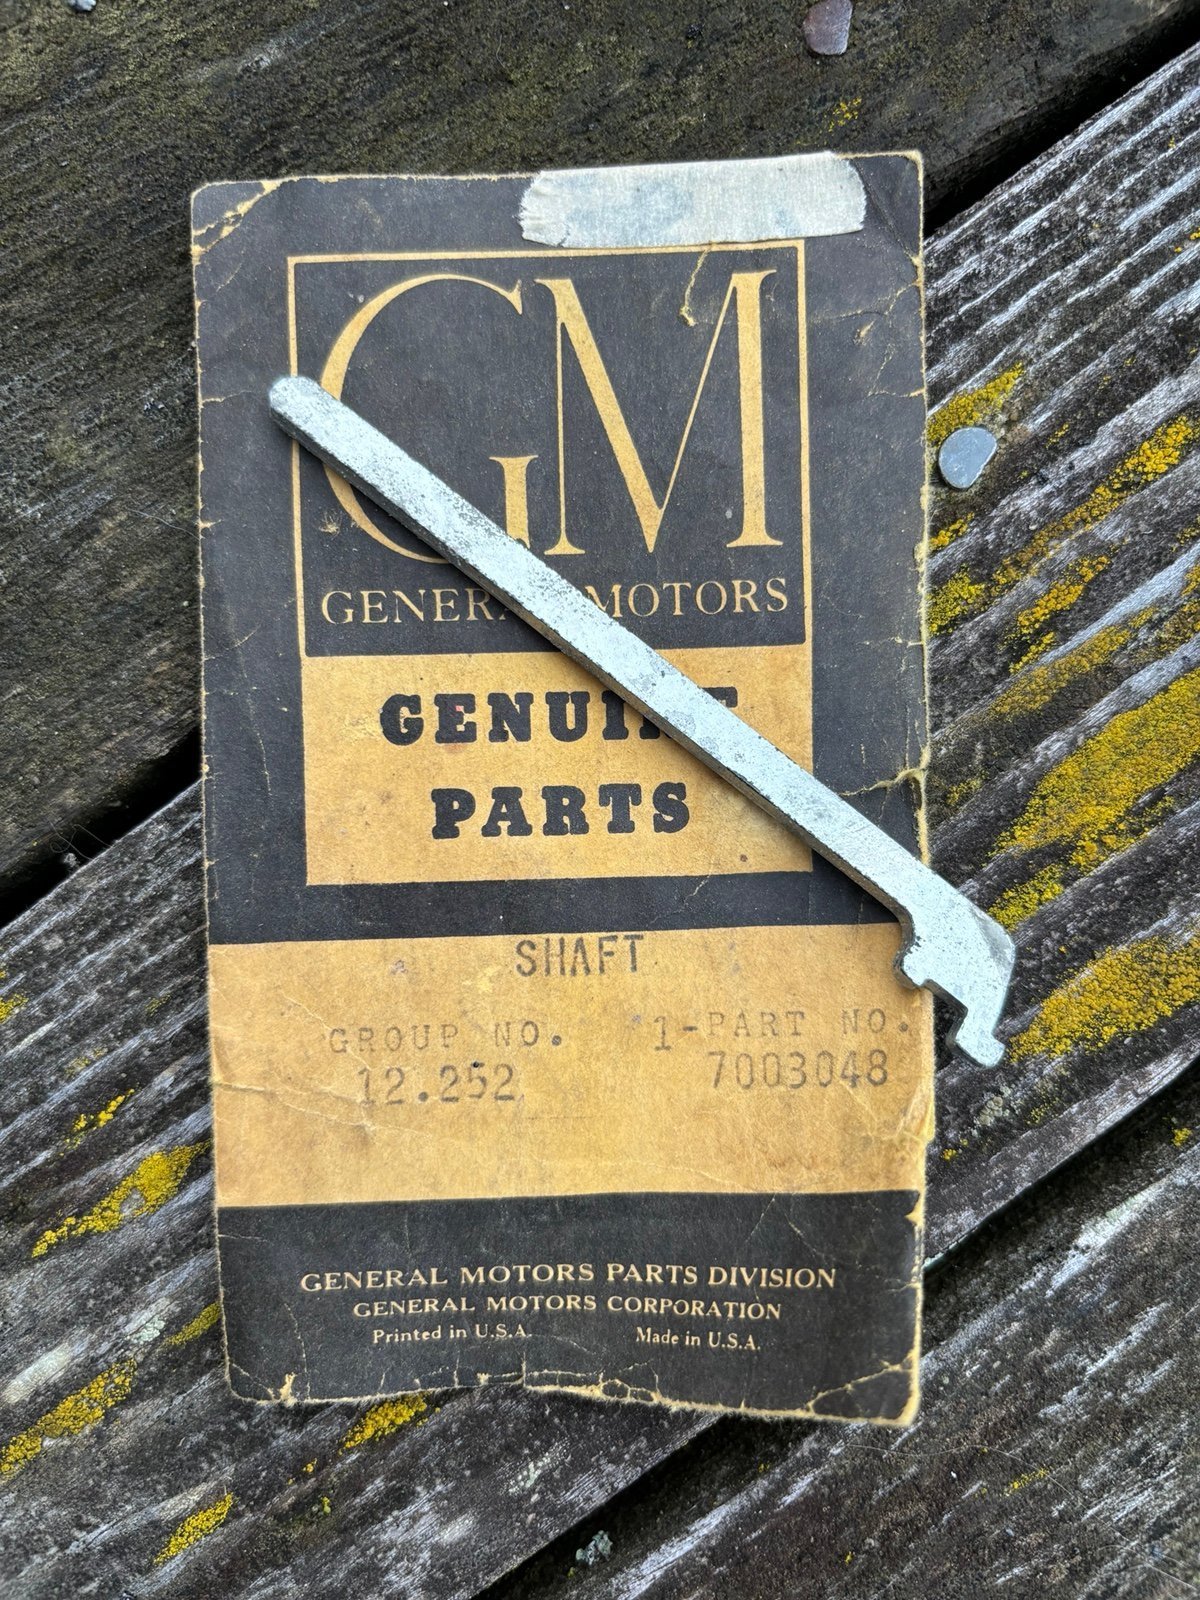 GM
GENERAL MOTORS
GENUINE
PARTS
SHAFT
GROUP NO. 1-PART NO.
12.252 7003048
GENERAL MOTORS PARTS DIVISION
GENERAL MOTORS CORPORATION
Printed in U.S.A. Made in U.S.A.